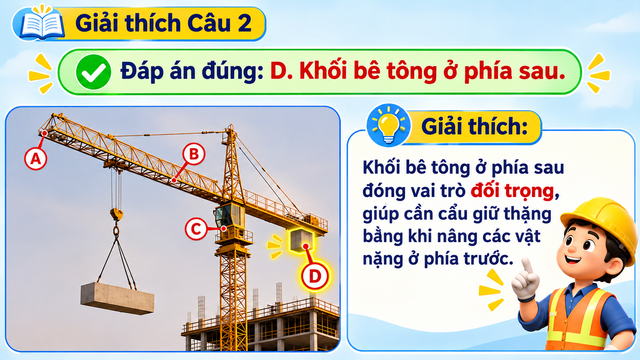 Giải thích Câu 2
Đáp án đúng: D. Khối bê tông ở phía sau.
A
B
C
D
Giải thích:
Khối bê tông ở phía sau
đóng vai trò đối trọng,
giúp cần cẩu giữ thặng
bằng khi nâng các vật
nặng ở phía trước.